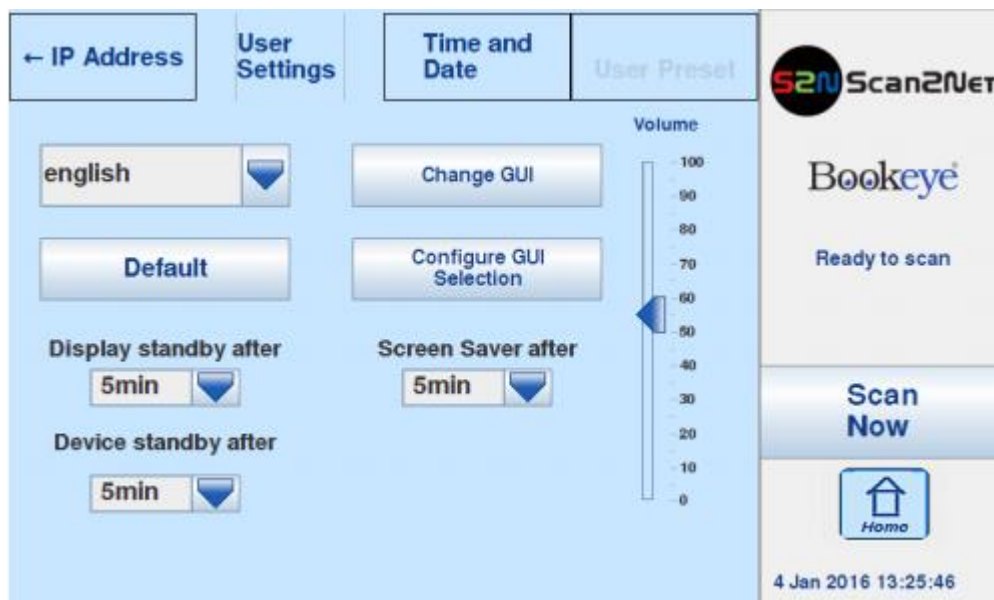 ← IP Address
User
Settings
Time and
Date
User Preset
english
Change GUI
Default
Configure GUI
Selection
Display standby after
5min
Screen Saver after
5min
Device standby after
5min
Volume
100
90
80
70
60
50
40
30
20
10
0
S2N Scan2Net
Bookeye®
Ready to scan
Scan
Now
Home
4 Jan 2016 13:25:46